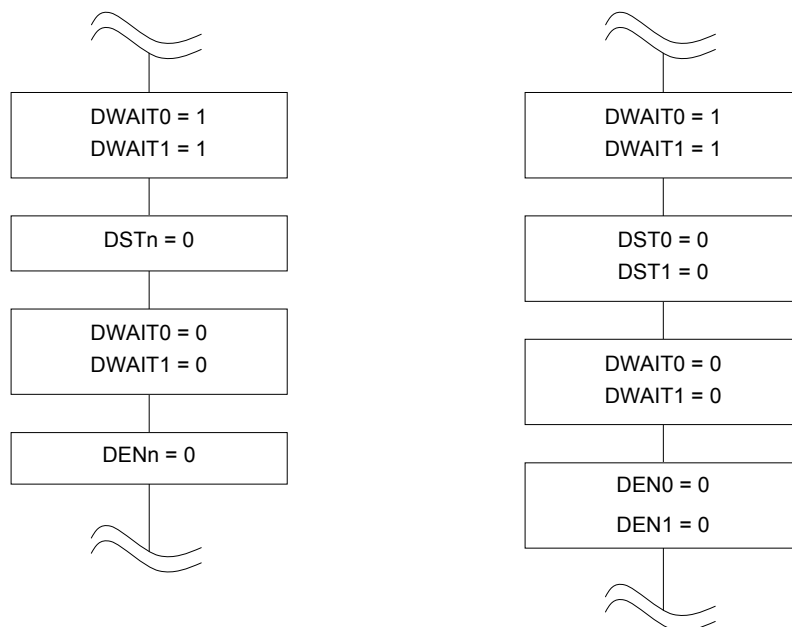 DWAIT0 = 1
DWAIT1 = 1
DSTn = 0
DWAIT0 = 0
DWAIT1 = 0
DENn = 0
DWAIT0 = 1
DWAIT1 = 1
DST0 = 0
DST1 = 0
DWAIT0 = 0
DWAIT1 = 0
DEN0 = 0
DEN1 = 0